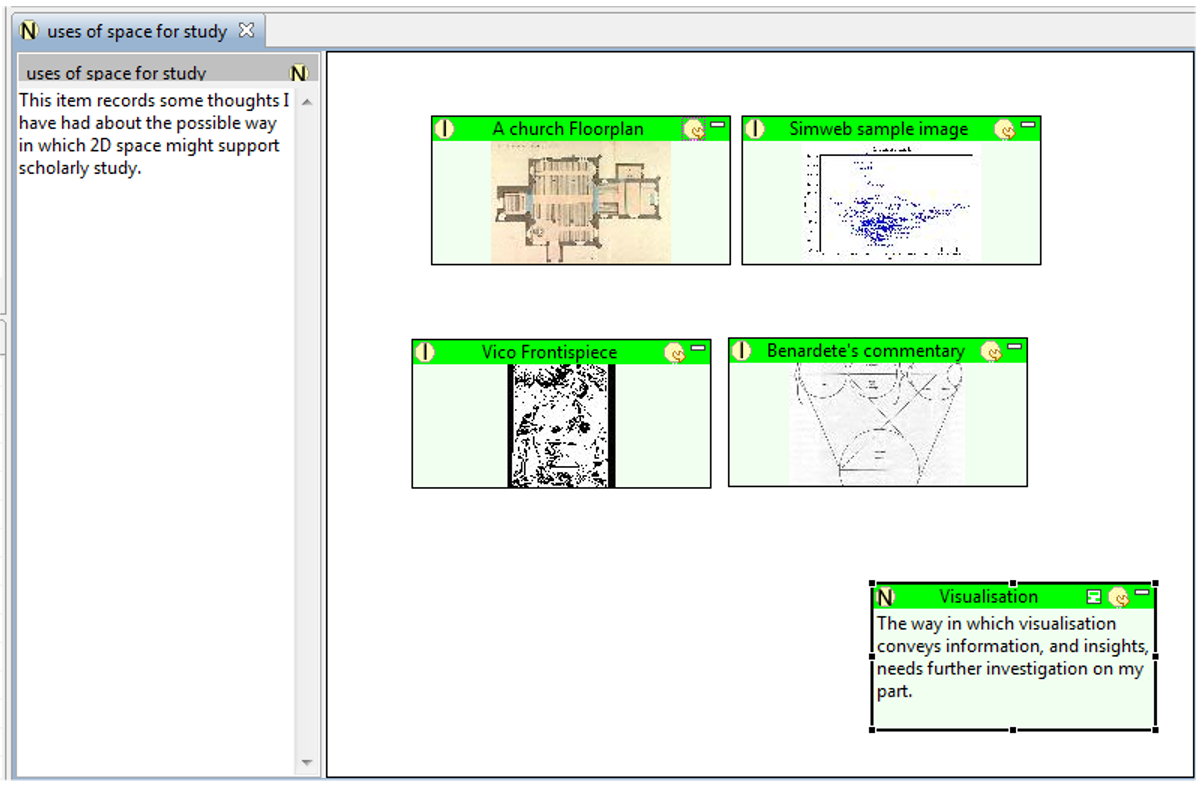 N uses of space for study
uses of space for study N
This item records some thoughts I
have had about the possible way
in which 2D space might support
scholarly study.
I A church Floorplan
I Simweb sample image
I Vico Frontispiece
I Benardete's commentary
N Visualisation
The way in which visualisation
conveys information, and insights,
needs further investigation on my
part.